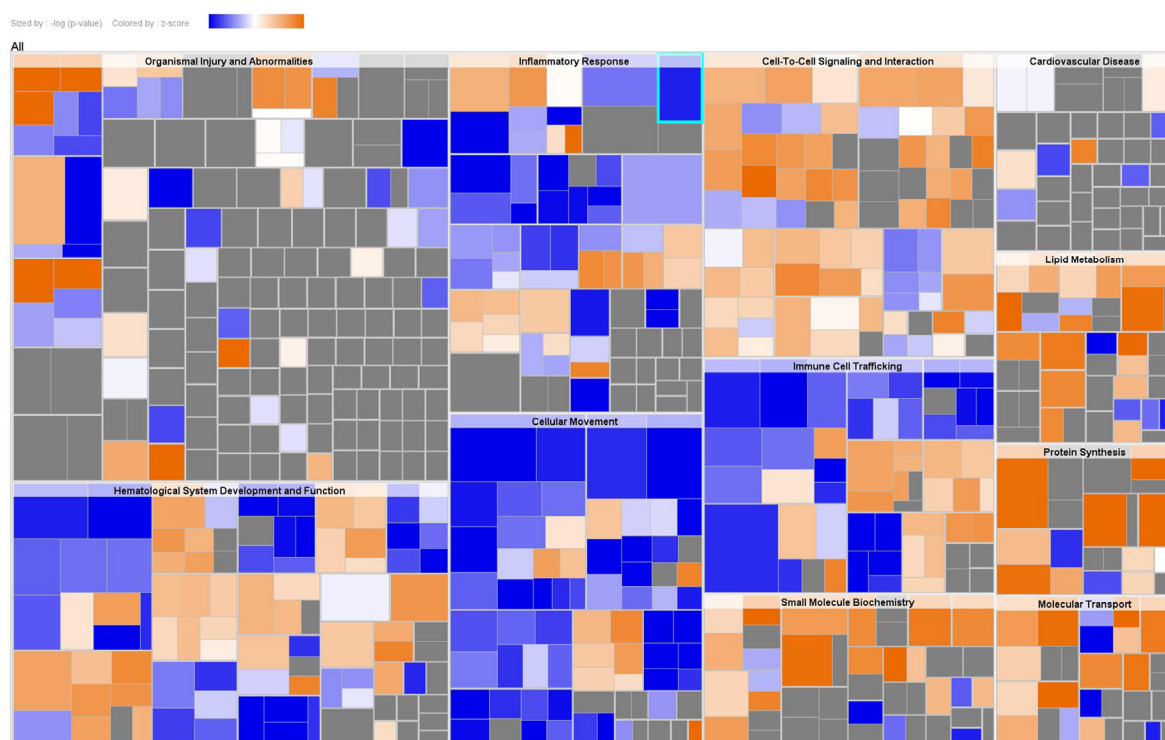 Sized by : -log (p-value) Colored by : z-score
All
Organismal Injury and Abnormalities
Inflammatory Response
Cell-To-Cell Signaling and Interaction
Cardiovascular Disease
Lipid Metabolism
Immune Cell Trafficking
Cellular Movement
Protein Synthesis
Hematological System Development and Function
Small Molecule Biochemistry
Molecular Transport